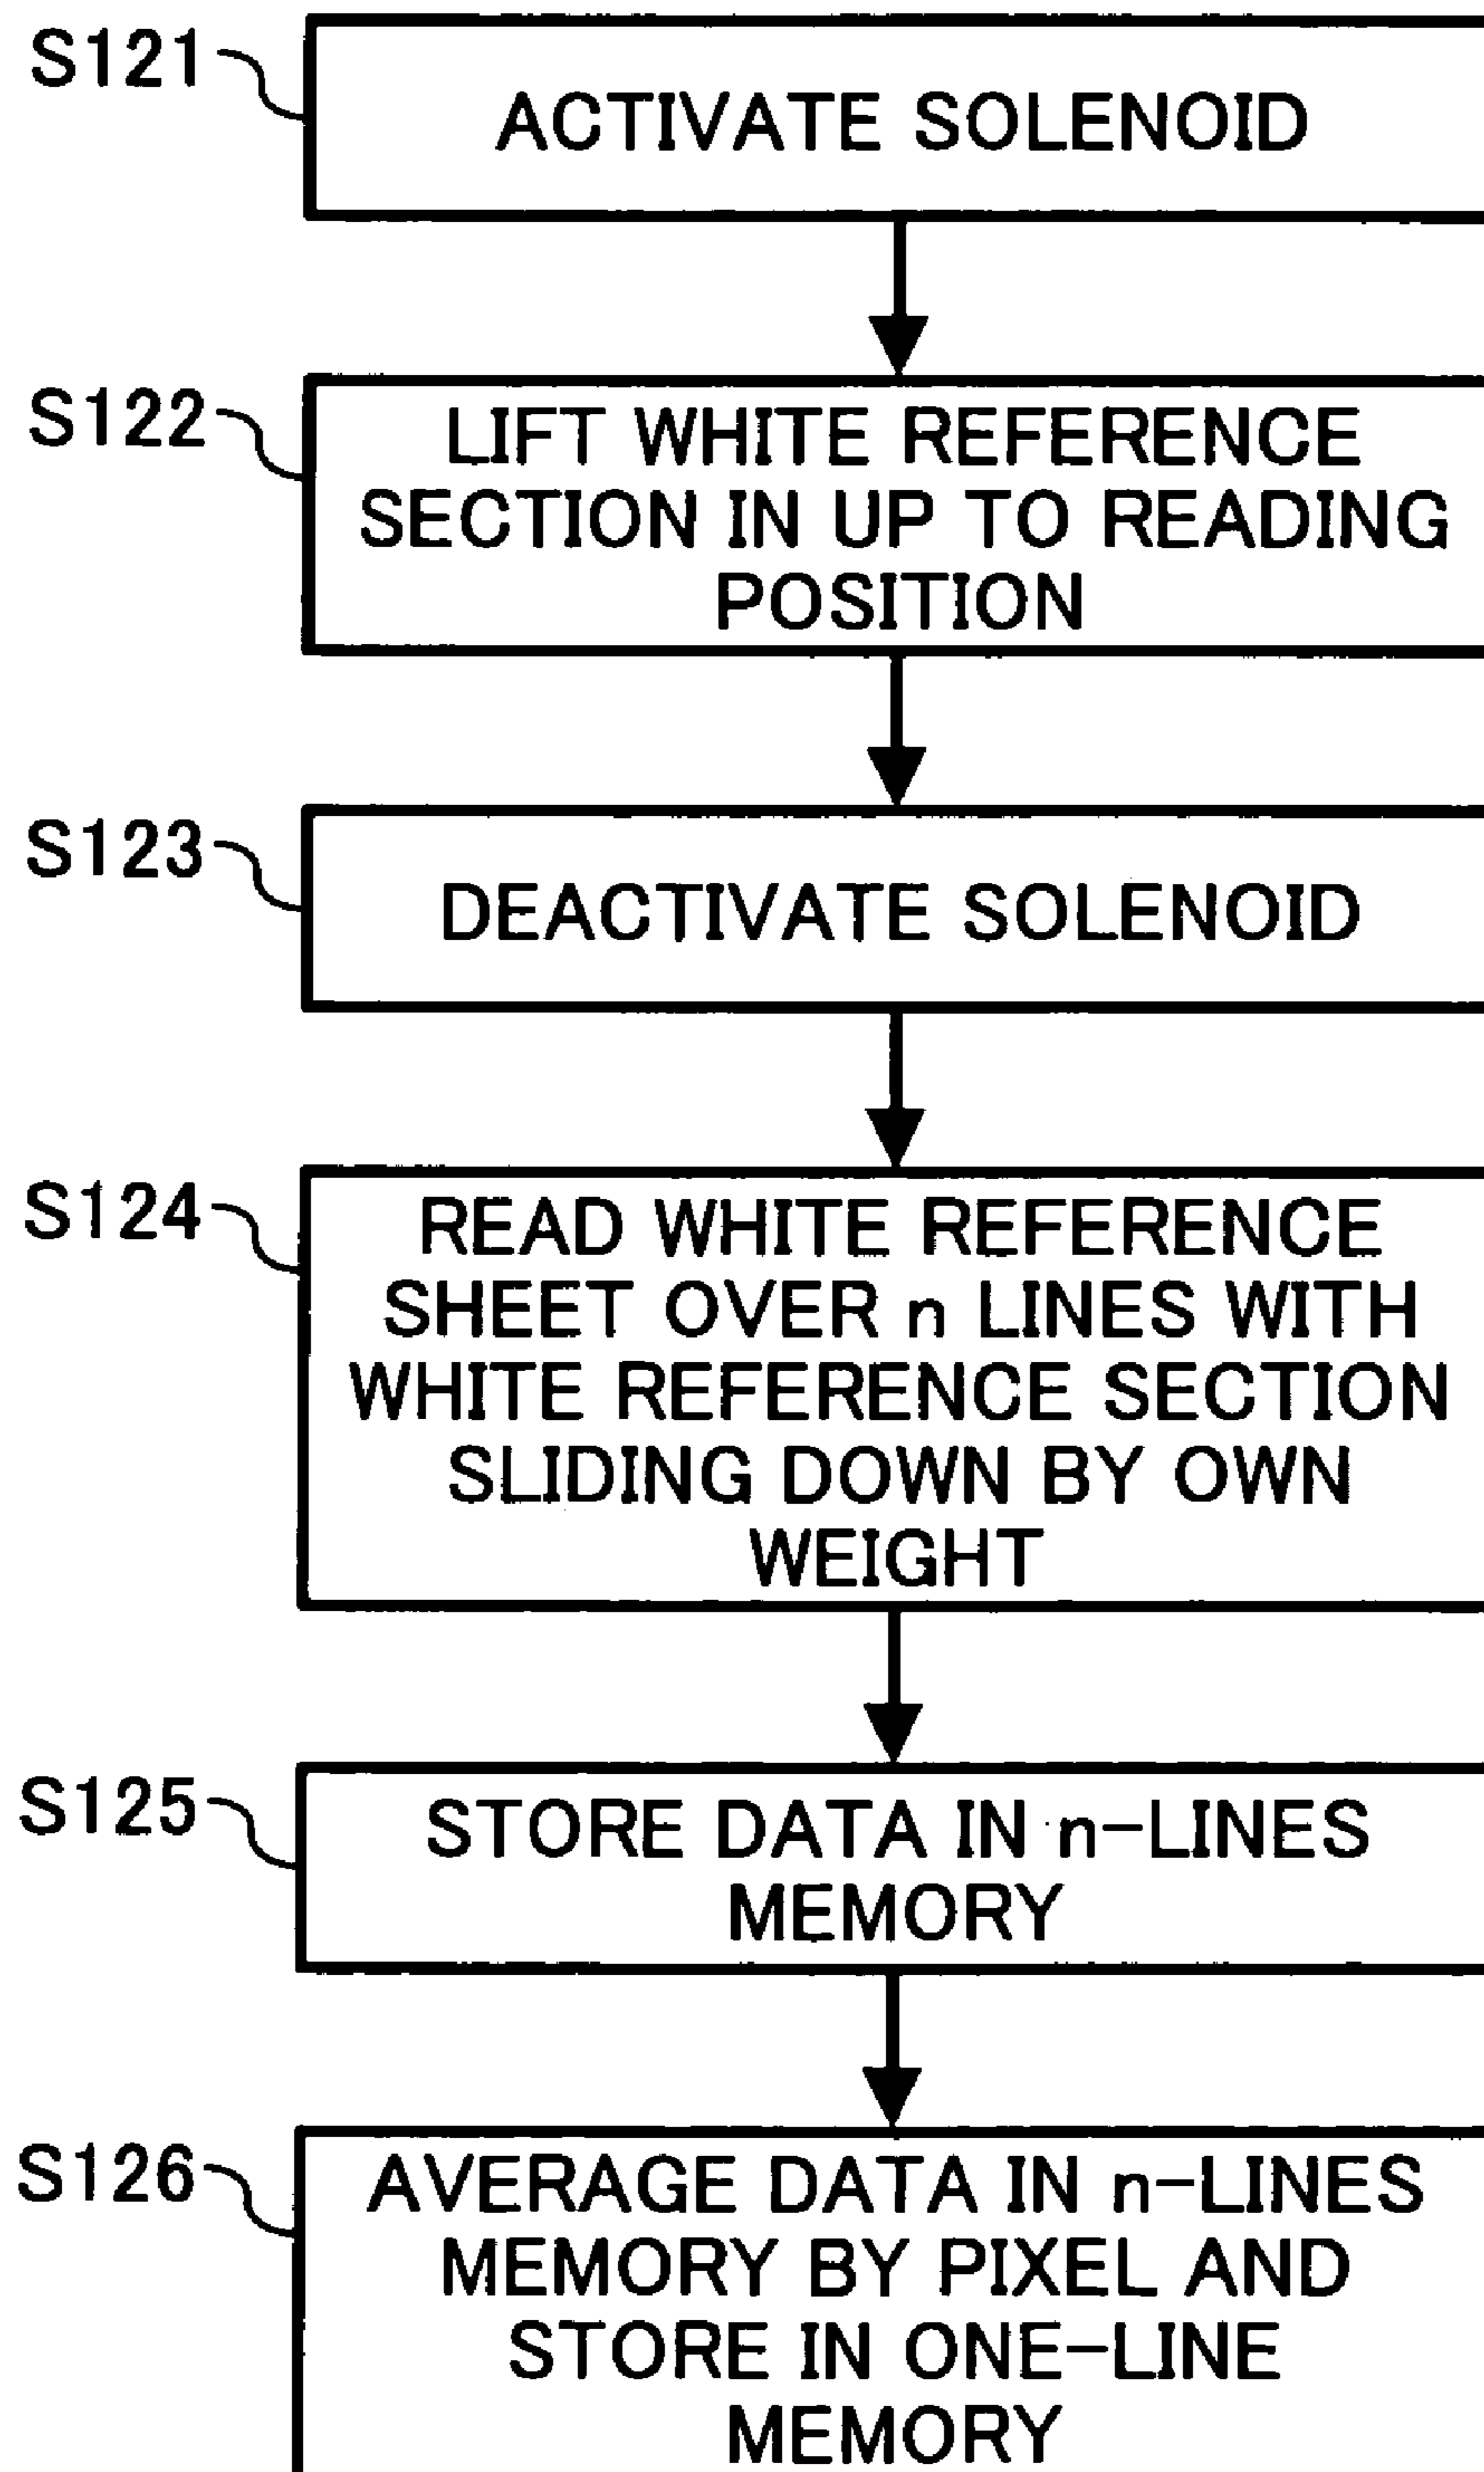 S121
ACTIVATE SOLENOID
S122
LIFT WHITE REFERENCE
SECTION IN UP TO READING
POSITION
S123
DEACTIVATE SOLENOID
S124
READ WHITE REFERENCE
SHEET OVER n LINES WITH
WHITE REFERENCE SECTION
SLIDING DOWN BY OWN
WEIGHT
S125
STORE DATA IN n-LINES
MEMORY
S126
AVERAGE DATA IN n-LINES
MEMORY BY PIXEL AND
STORE IN ONE-LINE
MEMORY